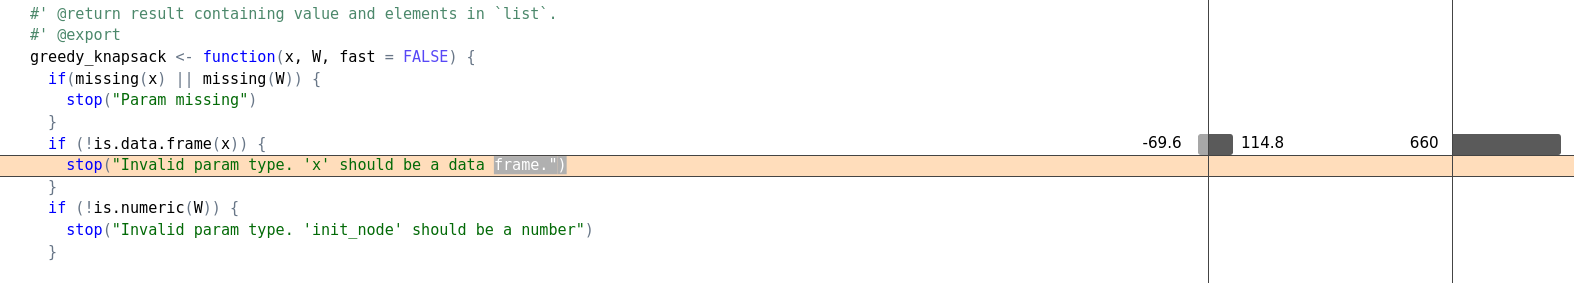 #' @return result containing value and elements in `list`.
#' @export
greedy_knapsack <- function(x, W, fast = FALSE) {
  if(missing(x) || missing(W)) {
    stop("Param missing")
  }
  if (!is.data.frame(x)) { -69.6 114.8 660
    stop("Invalid param type. 'x' should be a data frame.")
  }
  if (!is.numeric(W)) {
    stop("Invalid param type. 'init_node' should be a number")
  }